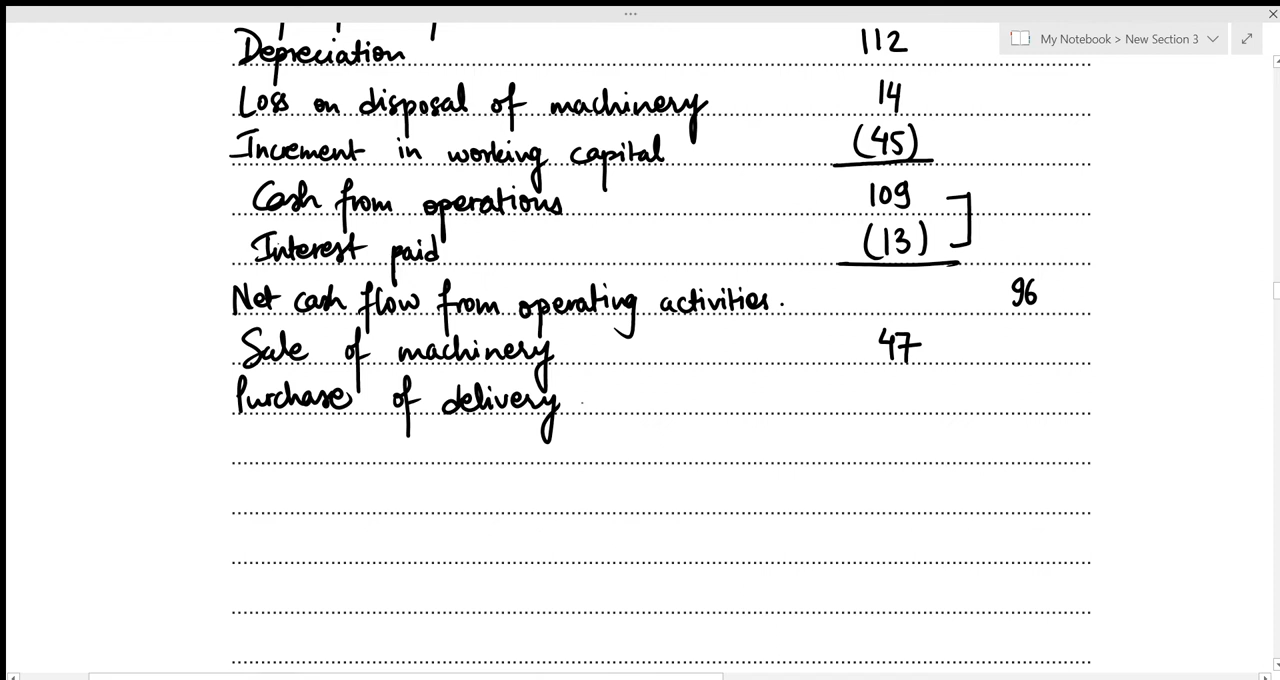 My Notebook > New Section 3
Depreciation 112
Loss on disposal of machinery 14
Increment in working capital (45)
Cash from operations 109
Interest paid (13)
Net cash flow from operating activities. 96
Sale of machinery 47
Purchase of delivery